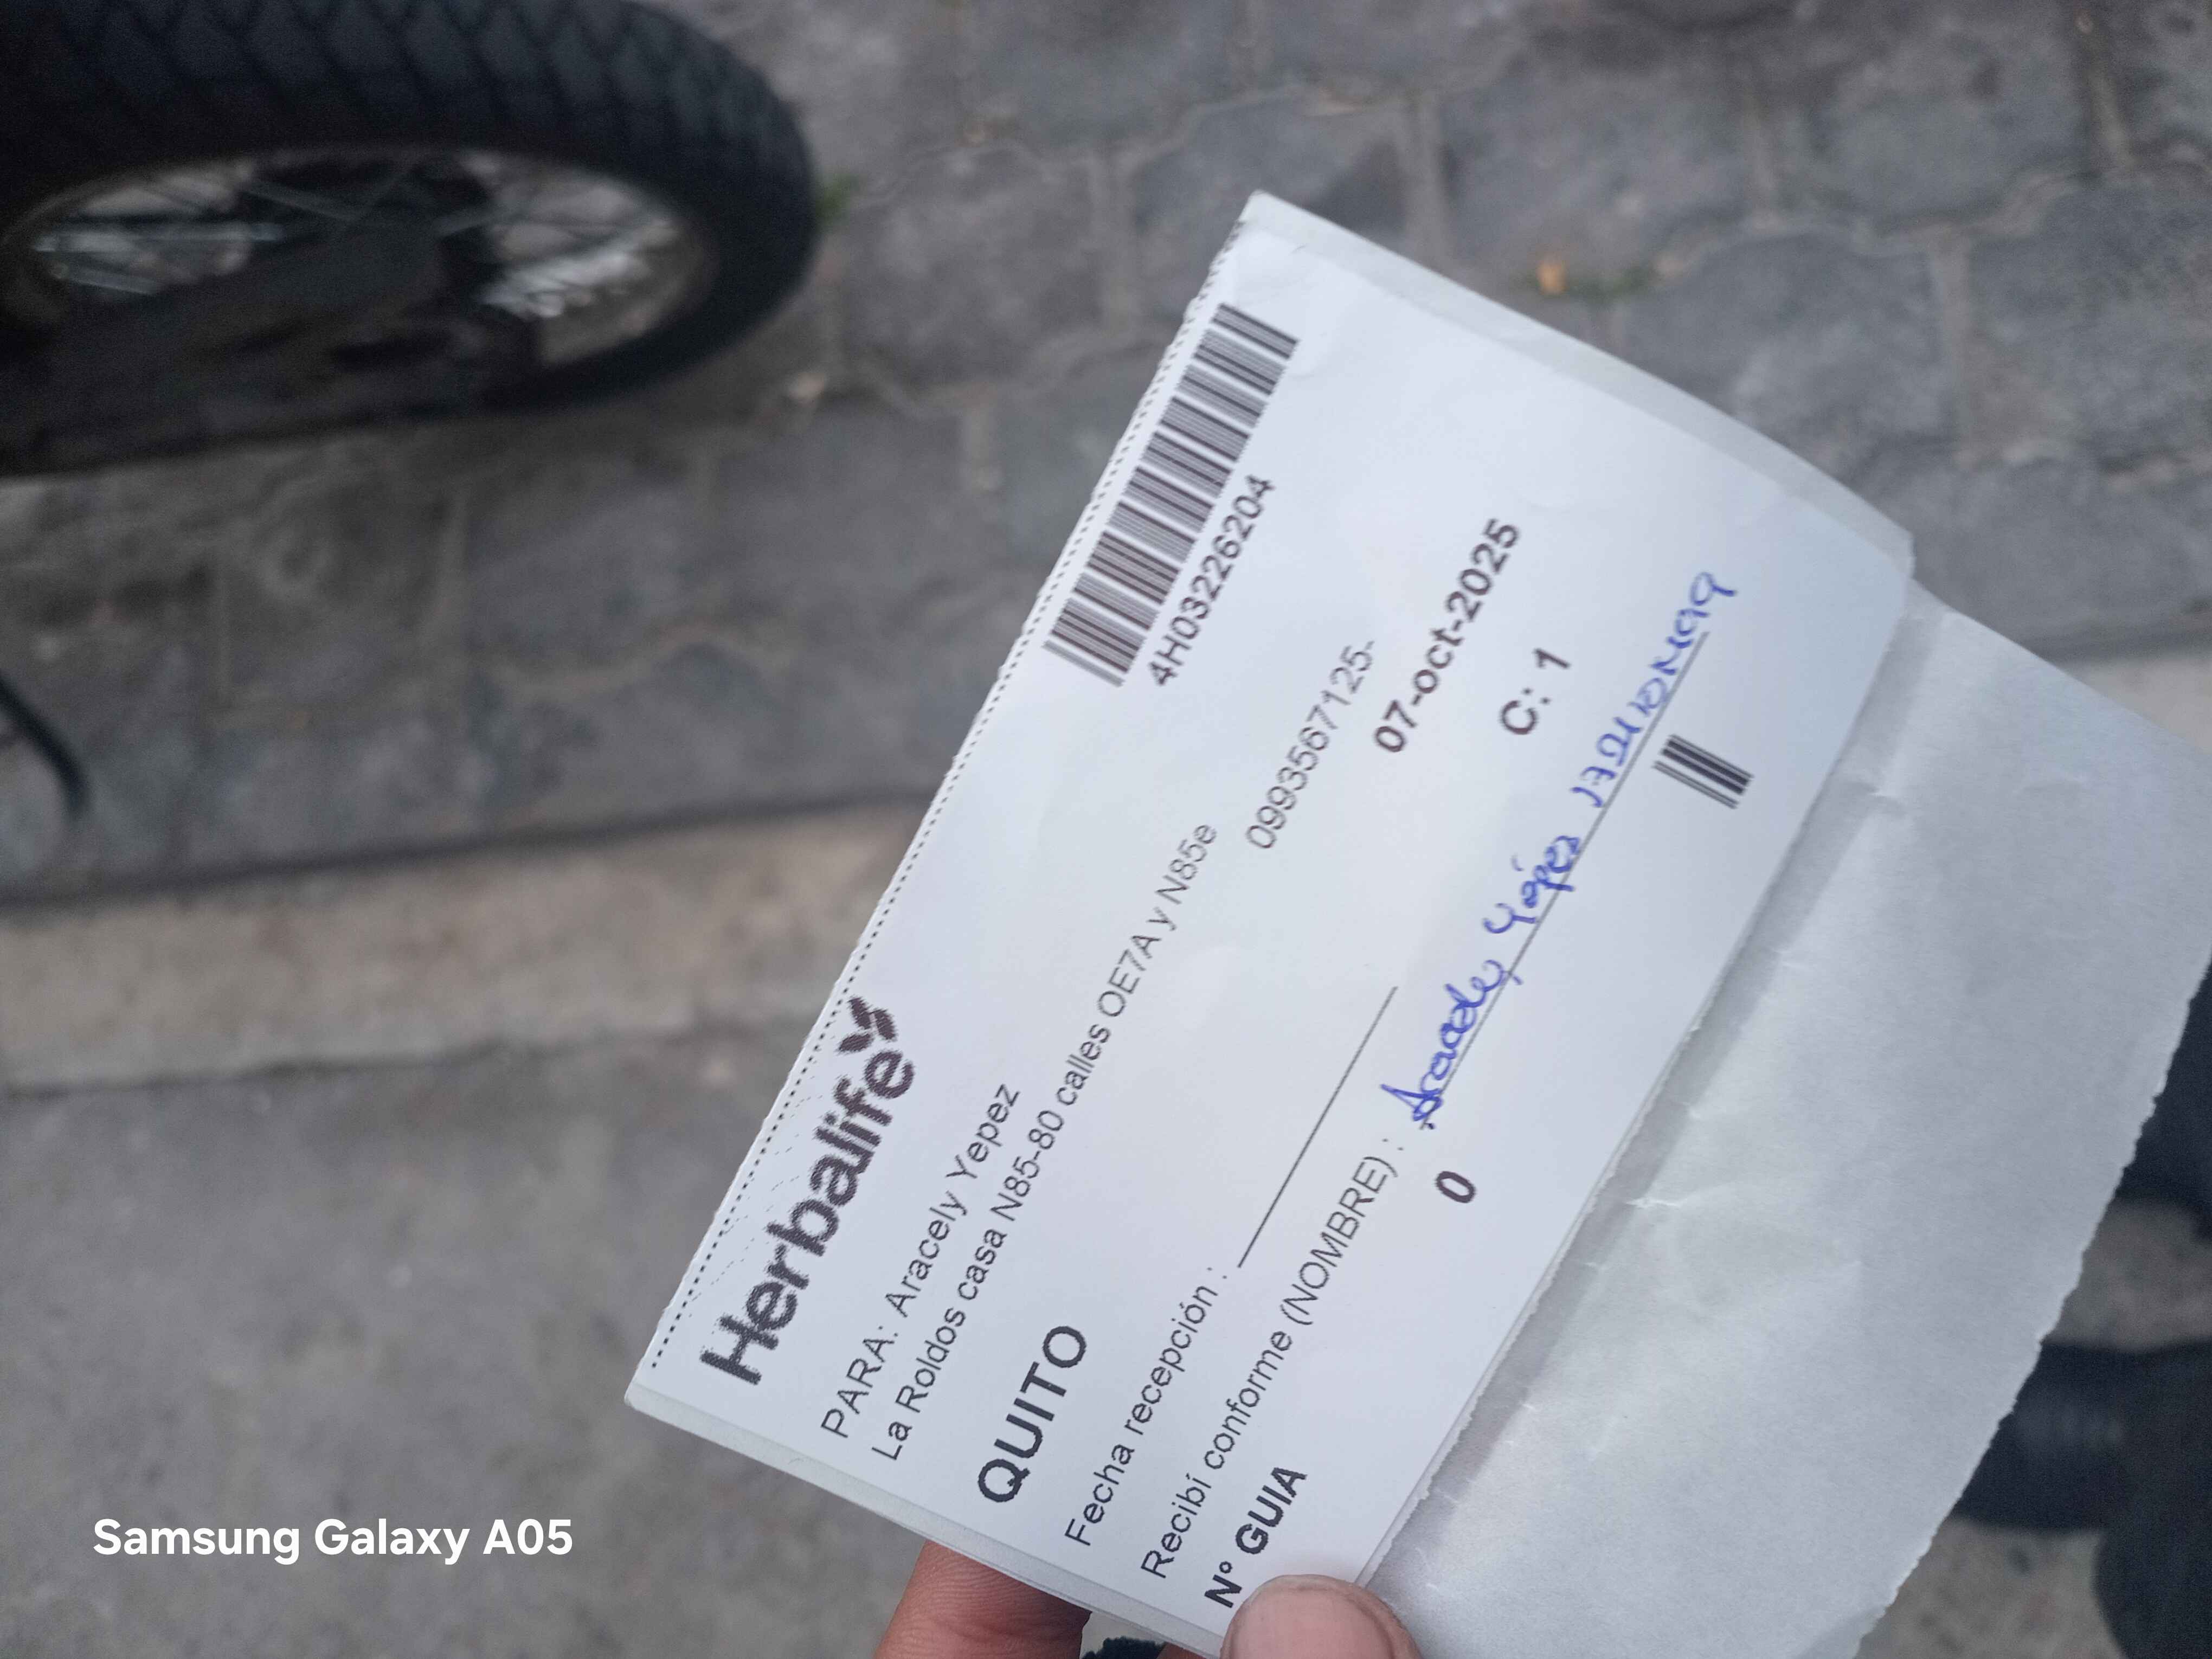 Herbalife
4H03226204
PARA: Aracely Yepez
La Roldos casa N85-80 calles OE7A y N85e
QUITO
0993567125-
Fecha recepción :
07-oct-2025
Recibí conforme (NOMBRE) : Aracely Yépez
C: 1
N° GUIA
0
Samsung Galaxy A05